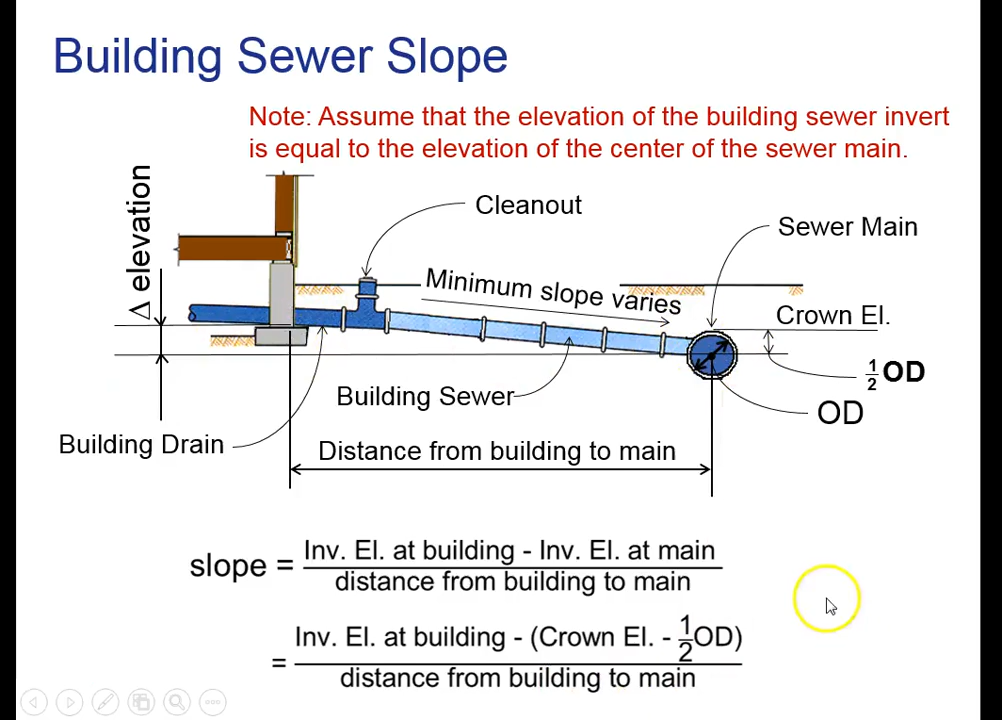 Building Sewer Slope
Note: Assume that the elevation of the building sewer invert
is equal to the elevation of the center of the sewer main.
Δ elevation
Cleanout
Sewer Main
Minimum slope varies
Crown El.
½ OD
Building Sewer
OD
Building Drain
Distance from building to main
slope = Inv. El. at building - Inv. El. at main
distance from building to main
= Inv. El. at building - (Crown El. - ½OD)
distance from building to main